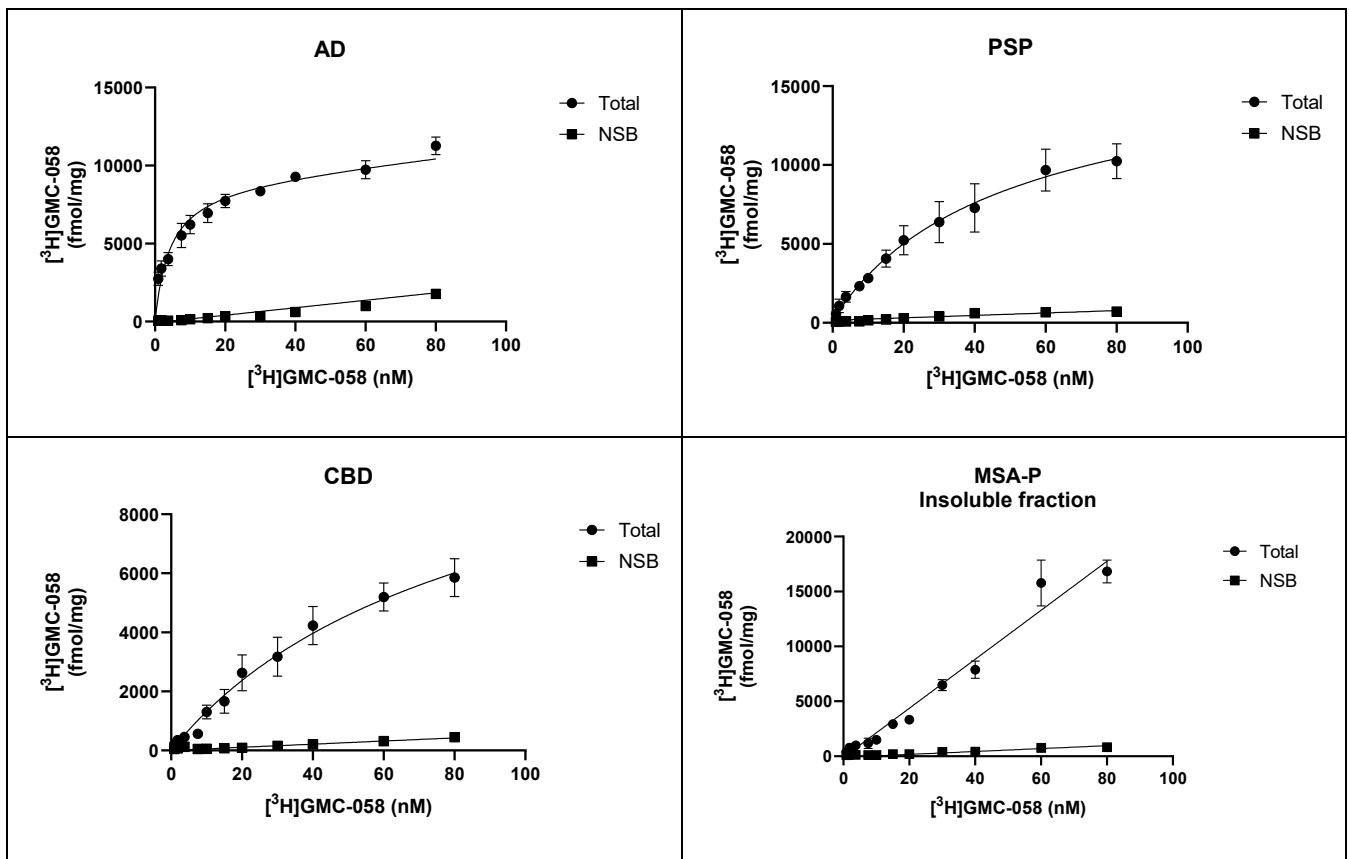 AD
15000
10000
5000
0
[³H]GMC-058
(fmol/mg)
0 20 40 60 80 100
[³H]GMC-058 (nM)
Total
NSB
PSP
15000
10000
5000
0
[³H]GMC-058
(fmol/mg)
0 20 40 60 80 100
[³H]GMC-058 (nM)
Total
NSB
CBD
8000
6000
4000
2000
0
[³H]GMC-058
(fmol/mg)
0 20 40 60 80 100
[³H]GMC-058 (nM)
Total
NSB
MSA-P
Insoluble fraction
20000
15000
10000
5000
0
[³H]GMC-058
(fmol/mg)
0 20 40 60 80 100
[³H]GMC-058 (nM)
Total
NSB